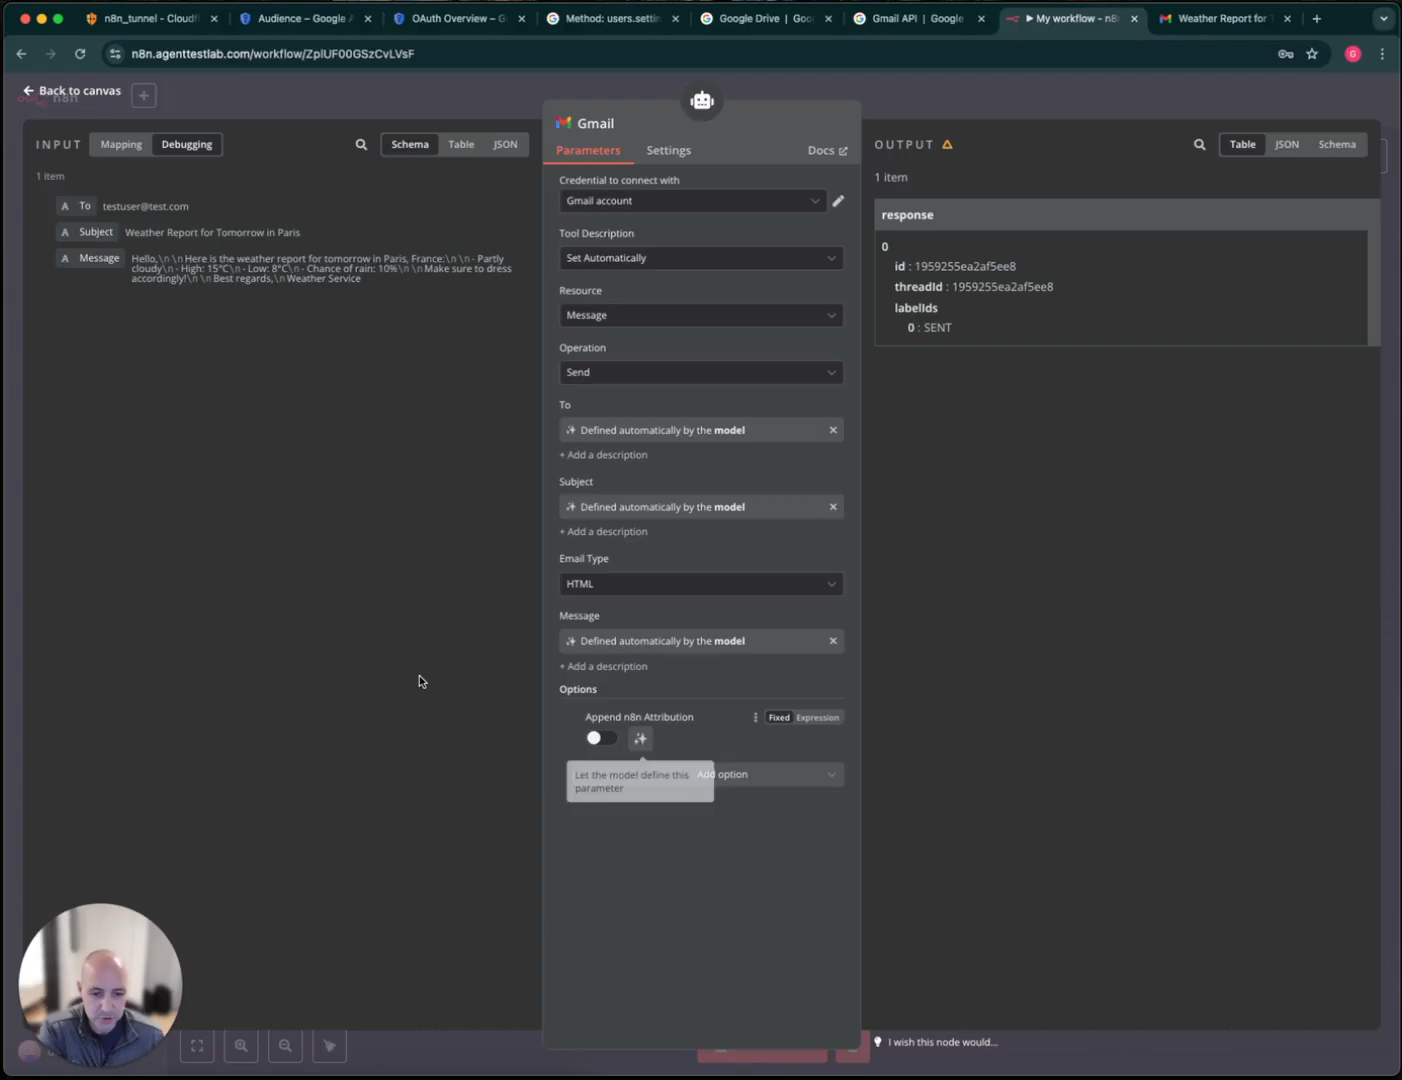 n8n_tunnel - Cloudf
Audience – Google A
OAuth Overview – G
Method: users.settin
Google Drive | Goog
Gmail API | Google
My workflow - n8n
Weather Report for T
n8n.agenttestlab.com/workflow/ZplUF00GSzCvLVsF
G
Back to canvas
n8n
Gmail
INPUT Mapping Debugging Schema Table JSON
Parameters Settings Docs
OUTPUT Table JSON Schema
1 item
A To testuser@test.com
A Subject Weather Report for Tomorrow in Paris
A Message Hello,\n\n Here is the weather report for tomorrow in Paris, France:\n\n - Partly
cloudy\n - High: 15°C\n - Low: 8°C\n - Chance of rain: 10%\n\n Make sure to dress
accordingly!\n\n Best regards,\n Weather Service
Credential to connect with
Gmail account
Tool Description
Set Automatically
Resource
Message
Operation
Send
To
Defined automatically by the model
+ Add a description
Subject
Defined automatically by the model
+ Add a description
Email Type
HTML
Message
Defined automatically by the model
+ Add a description
Options
Append n8n Attribution Fixed Expression
Let the model define this
parameter
Add option
1 item
response
0
id : 1959255ea2af5ee8
threadId : 1959255ea2af5ee8
labelIds
0 : SENT
I wish this node would...